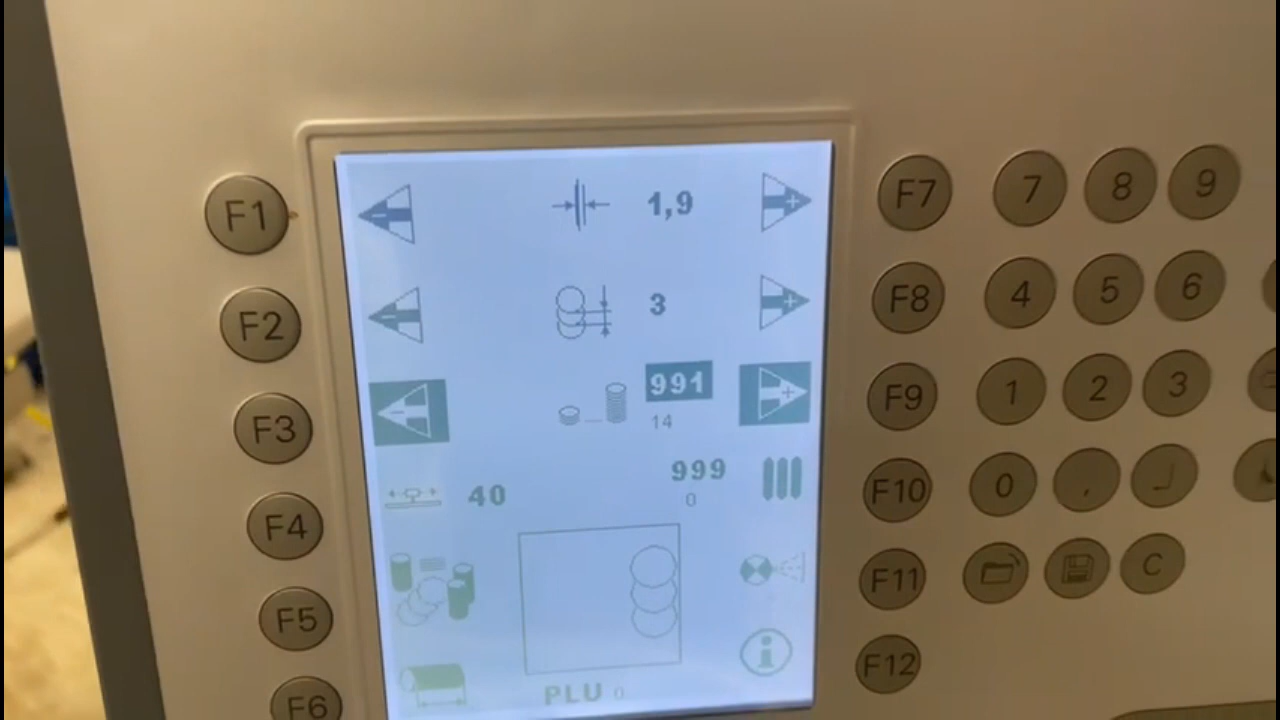 F1 1,9 F7 7 8 9
F2 3 F8 4 5 6
F3 991 F9 1 2 3
14
F4 40 999 F10 0 ,
0
F5 F11 C
F6 PLU 0 F12